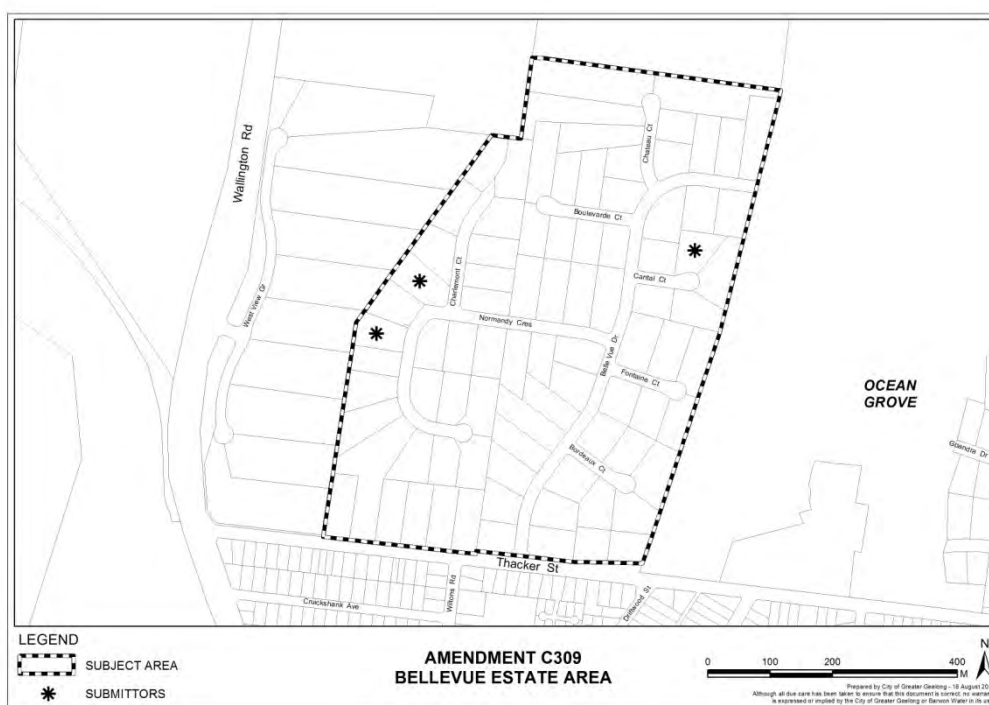 Wallington Rd
West View Gr
Chateau Ct
Boulevarde Ct
Charlemont Ct
Cantal Ct
Normandy Cres
Belle Vue Dr
Fontaine Ct
Bordeaux Ct
OCEAN
GROVE
Goandra Dr
Thacker St
Wiltons Rd
Cruickshank Ave
Driftwood St
LEGEND
SUBJECT AREA
SUBMITTORS
AMENDMENT C309
BELLEVUE ESTATE AREA
0 100 200 400
M
N
Prepared by City of Greater Geelong - 18 August
Although all due care has been taken to ensure that this document is correct, no
is expressed or implied by the City of Greater Geelong or Barwon Water in its